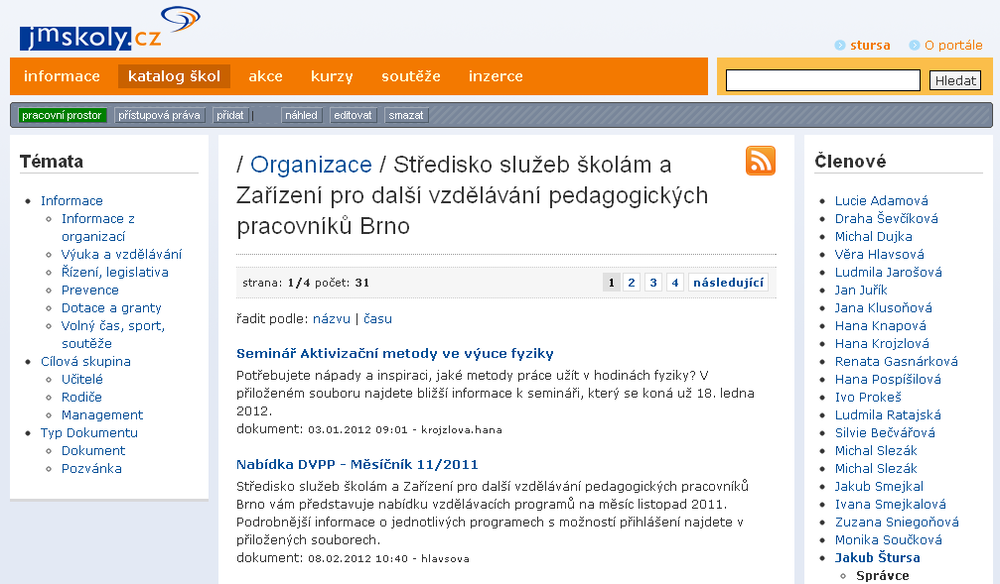 jmskoly.cz
stursa O portále
informace katalog škol akce kurzy soutěže inzerce
Hledat
pracovní prostor přístupová práva přidat | náhled editovat smazat
Témata
Informace
Informace z
organizací
Výuka a vzdělávání
Řízení, legislativa
Prevence
Dotace a granty
Volný čas, sport,
soutěže
Cílová skupina
Učitelé
Rodiče
Management
Typ Dokumentu
Dokument
Pozvánka
/ Organizace / Středisko služeb školám a
Zařízení pro další vzdělávání pedagogických
pracovníků Brno
strana: 1/4 počet: 31 1 2 3 4 následující
řadit podle: názvu | času
Seminář Aktivizační metody ve výuce fyziky
Potřebujete nápady a inspiraci, jaké metody práce užít v hodinách fyziky? V
přiloženém souboru najdete bližší informace k semináři, který se koná už 18. ledna
2012.
dokument: 03.01.2012 09:01 - krojzlova.hana
Nabídka DVPP - Měsíčník 11/2011
Středisko služeb školám a Zařízení pro další vzdělávání pedagogických pracovníků
Brno vám představuje nabídku vzdělávacích programů na měsíc listopad 2011.
Podrobnější informace o jednotlivých programech s možností přihlášení najdete v
přiložených souborech.
dokument: 08.02.2012 10:40 - hlavsova
Členové
Lucie Adamová
Draha Ševčíková
Michal Dujka
Věra Hlavsová
Ludmila Jarošová
Jan Juřík
Jana Klusoňová
Hana Knapová
Hana Krojzlová
Renata Gasnárková
Hana Pospíšilová
Ivo Prokeš
Ludmila Ratajská
Silvie Bečvářová
Michal Slezák
Michal Slezák
Jakub Smejkal
Ivana Smejkalová
Zuzana Sniegoňová
Monika Součková
Jakub Štursa
Správce